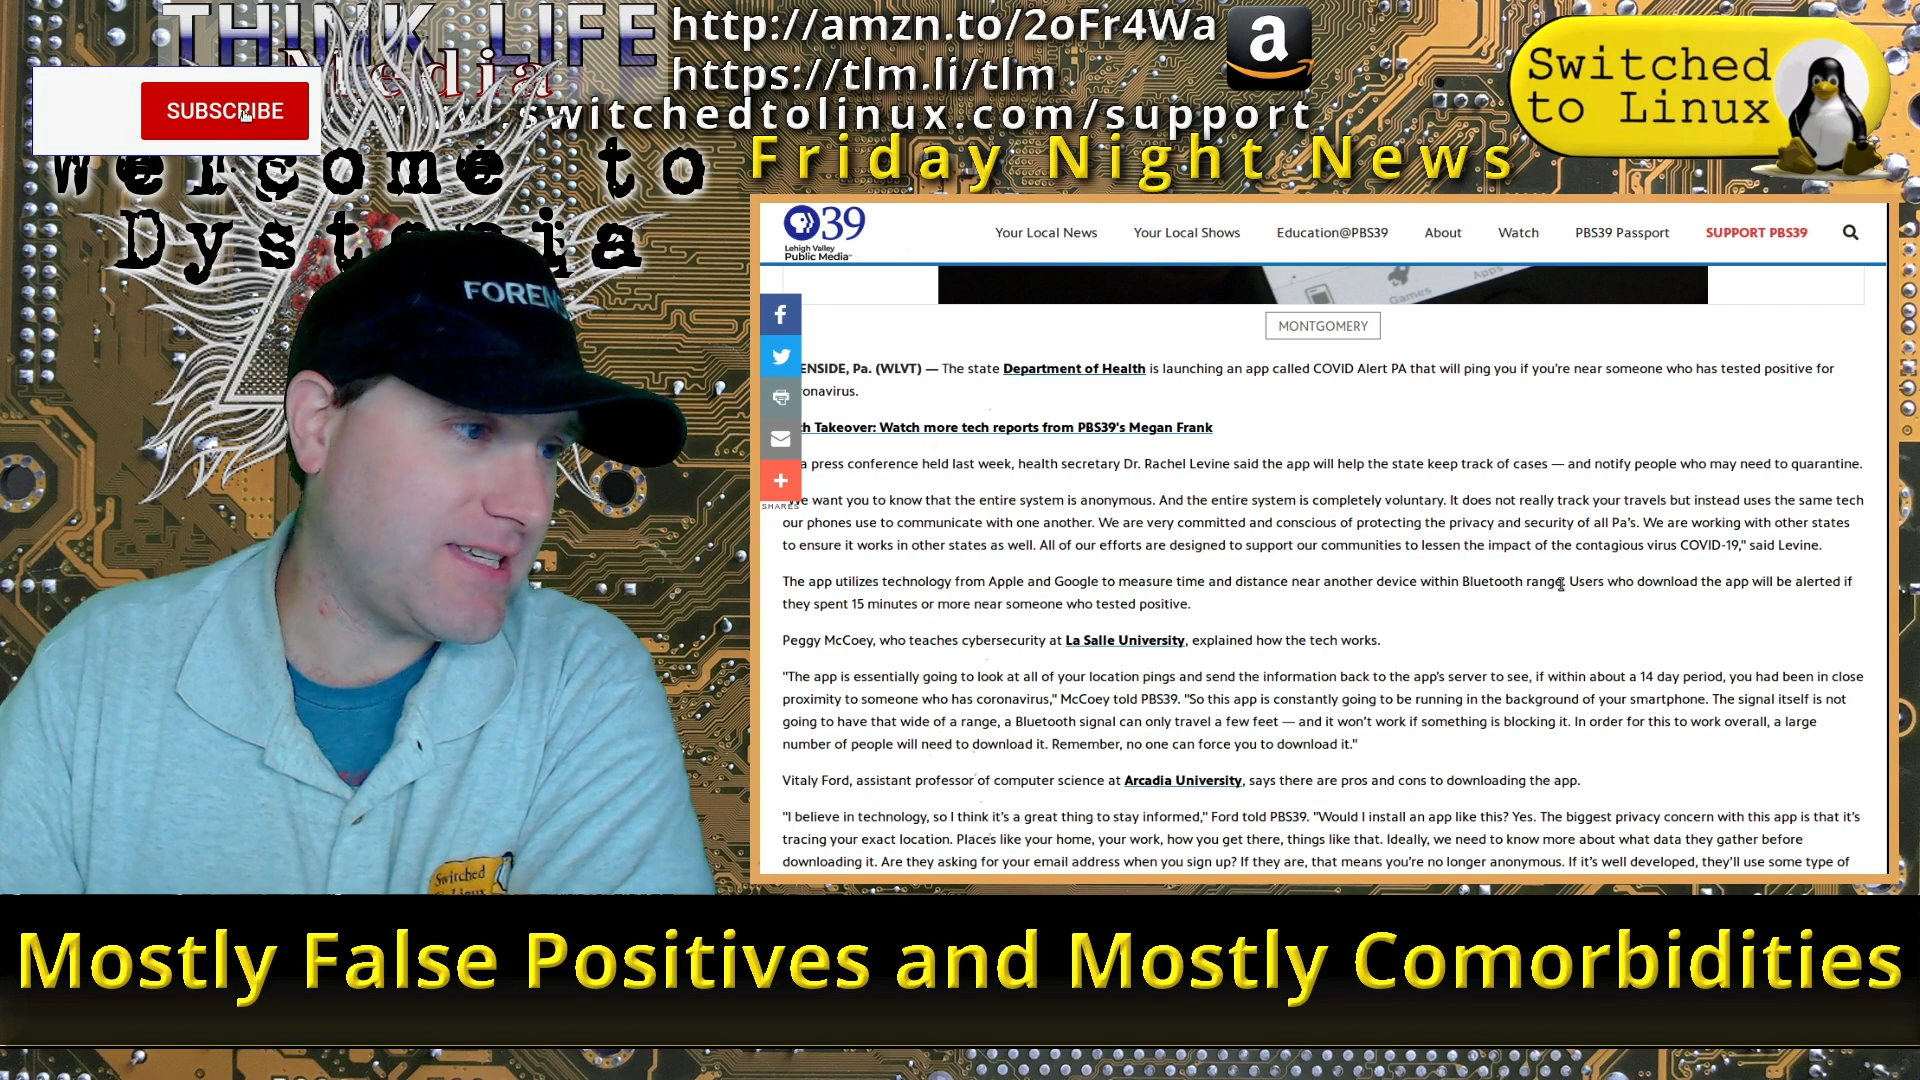 THINK LIFE
Media
http://amzn.to/2oFr4Wa
https://tlm.li/tlm
www.switchedtolinux.com/support
a
Switched
to Linux
SUBSCRIBE
Welcome to
Dystopia
Friday Night News
39
Lehigh Valley
Public Media
Your Local News
Your Local Shows
Education@PBS39
About
Watch
PBS39 Passport
SUPPORT PBS39
Games
Apps
MONTGOMERY
ENSIDE, Pa. (WLVT) — The state Department of Health is launching an app called COVID Alert PA that will ping you if you're near someone who has tested positive for
onavirus.
h Takeover: Watch more tech reports from PBS39's Megan Frank
a press conference held last week, health secretary Dr. Rachel Levine said the app will help the state keep track of cases — and notify people who may need to quarantine.
We want you to know that the entire system is anonymous. And the entire system is completely voluntary. It does not really track your travels but instead uses the same tech
our phones use to communicate with one another. We are very committed and conscious of protecting the privacy and security of all Pa's. We are working with other states
to ensure it works in other states as well. All of our efforts are designed to support our communities to lessen the impact of the contagious virus COVID-19," said Levine.
The app utilizes technology from Apple and Google to measure time and distance near another device within Bluetooth range. Users who download the app will be alerted if
they spent 15 minutes or more near someone who tested positive.
Peggy McCoey, who teaches cybersecurity at La Salle University, explained how the tech works.
"The app is essentially going to look at all of your location pings and send the information back to the app's server to see, if within about a 14 day period, you had been in close
proximity to someone who has coronavirus," McCoey told PBS39. "So this app is constantly going to be running in the background of your smartphone. The signal itself is not
going to have that wide of a range, a Bluetooth signal can only travel a few feet — and it won't work if something is blocking it. In order for this to work overall, a large
number of people will need to download it. Remember, no one can force you to download it."
Vitaly Ford, assistant professor of computer science at Arcadia University, says there are pros and cons to downloading the app.
"I believe in technology, so I think it's a great thing to stay informed," Ford told PBS39. "Would I install an app like this? Yes. The biggest privacy concern with this app is that it's
tracing your exact location. Places like your home, your work, how you get there, things like that. Ideally, we need to know more about what data they gather before
downloading it. Are they asking for your email address when you sign up? If they are, that means you're no longer anonymous. If it's well developed, they'll use some type of
SHARES
FOREN
Switched
Linux
Mostly False Positives and Mostly Comorbidities